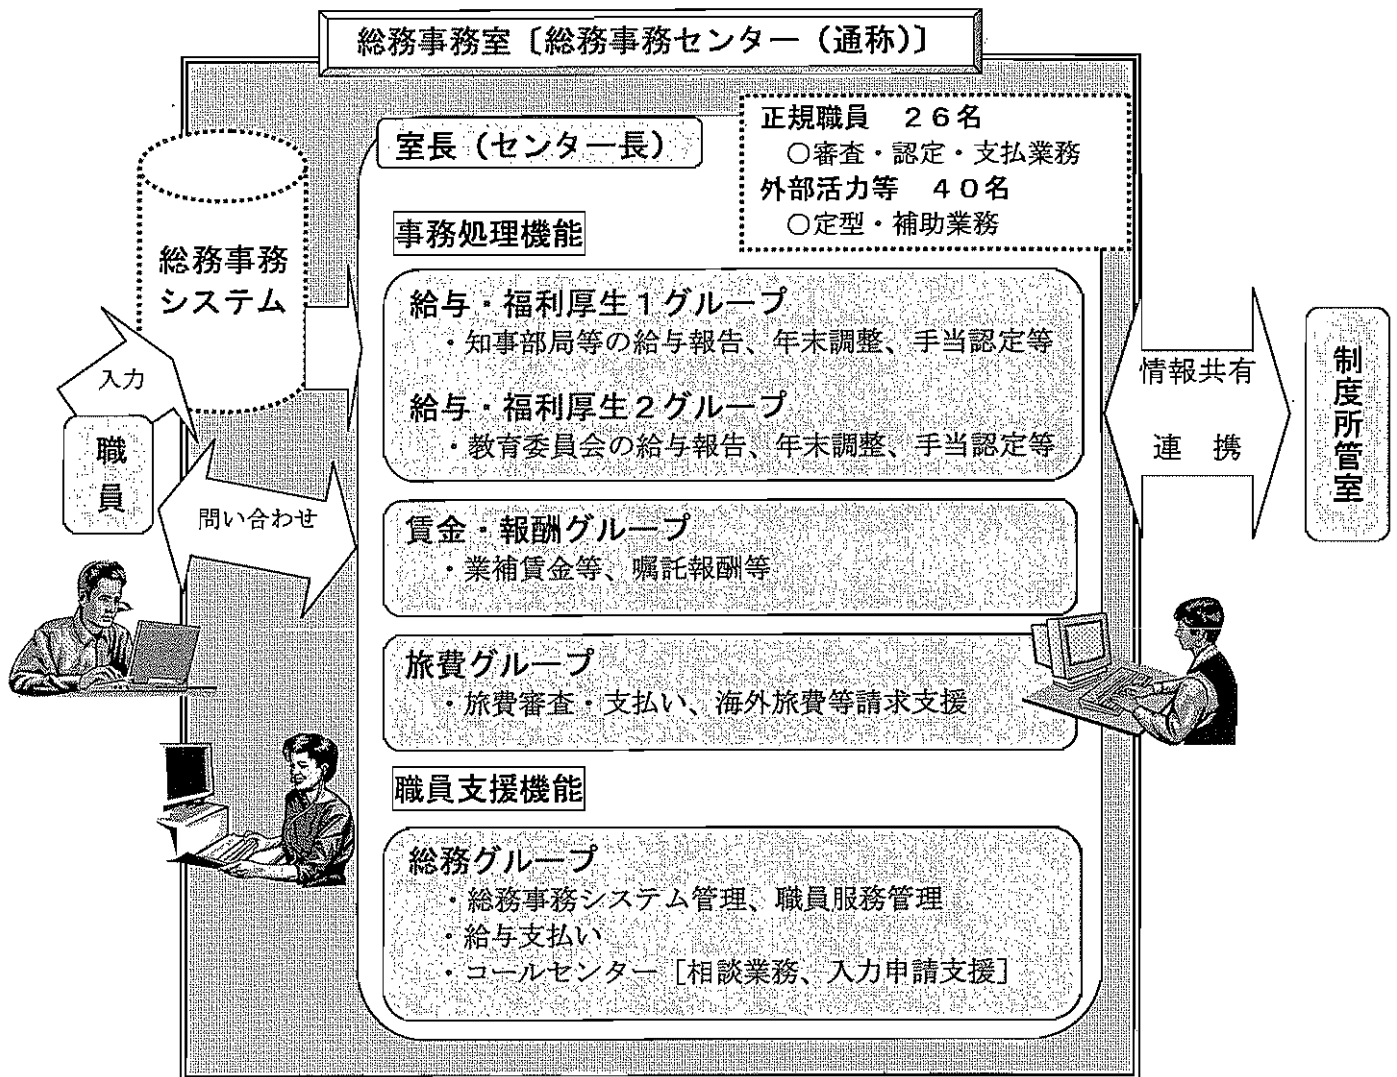 総務事務室〔総務事務センター（通称）〕
室長（センター長）
正規職員　２６名
○審査・認定・支払業務
外部活力等　４０名
○定型・補助業務
総務事務
システム
入力
職員
問い合わせ
事務処理機能
給与・福利厚生１グループ
・知事部局等の給与報告、年末調整、手当認定等
給与・福利厚生２グループ
・教育委員会の給与報告、年末調整、手当認定等
賃金・報酬グループ
・業補賃金等、嘱託報酬等
旅費グループ
・旅費審査・支払い、海外旅費等請求支援
職員支援機能
総務グループ
・総務事務システム管理、職員服務管理
・給与支払い
・コールセンター［相談業務、入力申請支援］
情報共有
連　携
制度所管室